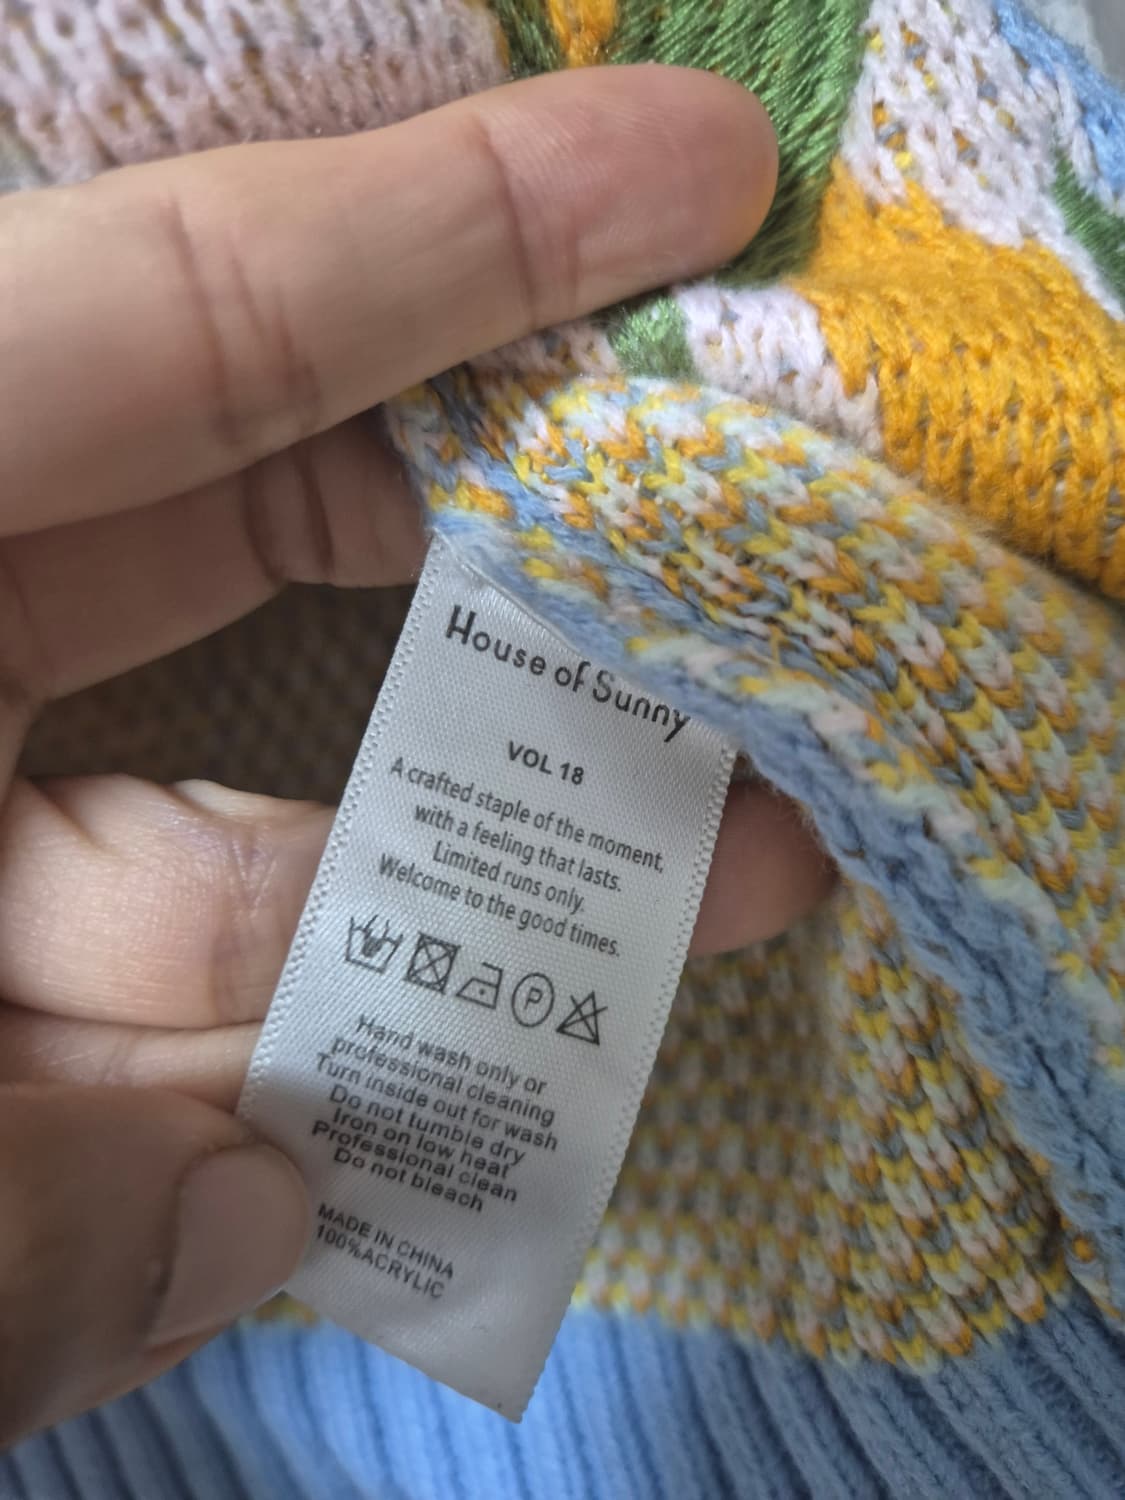 House of Sunny
VOL 18
A crafted staple of the moment,
with a feeling that lasts.
Limited runs only.
Welcome to the good times.
P
Hand wash only or
professional cleaning
Turn inside out for wash
Do not tumble dry
Iron on low heat
Professional clean
Do not bleach
MADE IN CHINA
100%ACRYLIC